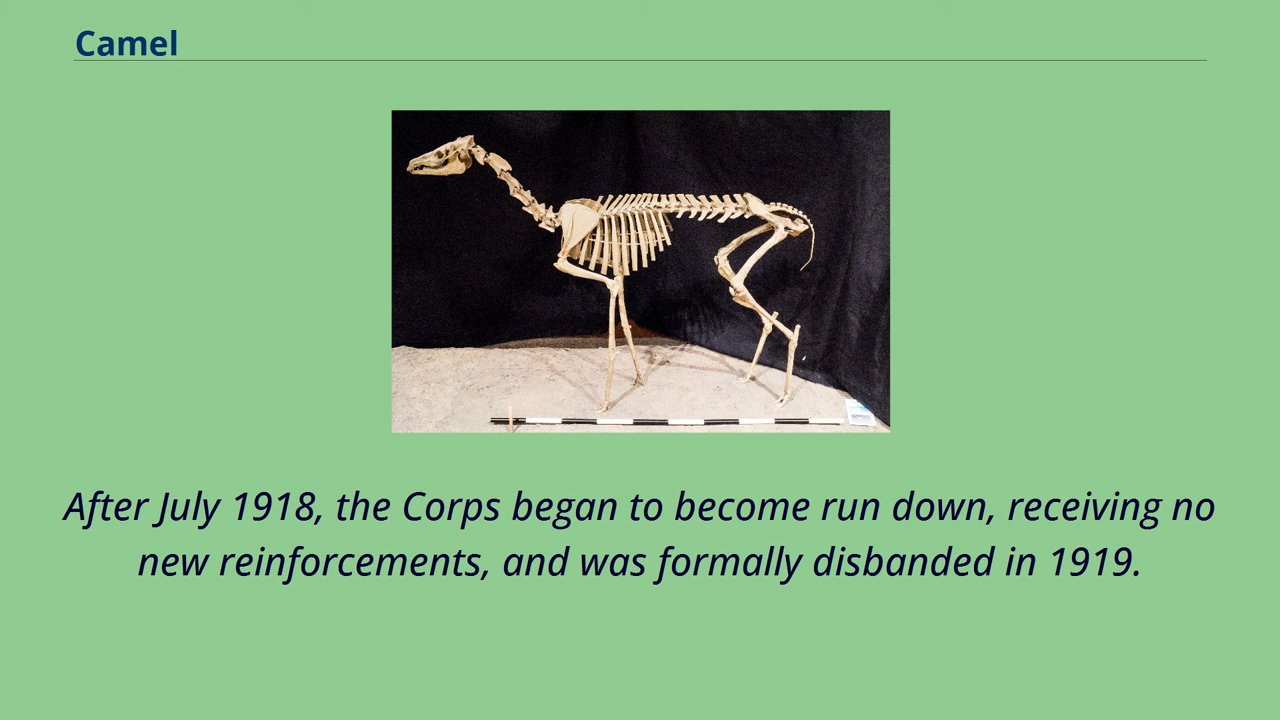 Camel
After July 1918, the Corps began to become run down, receiving no
new reinforcements, and was formally disbanded in 1919.